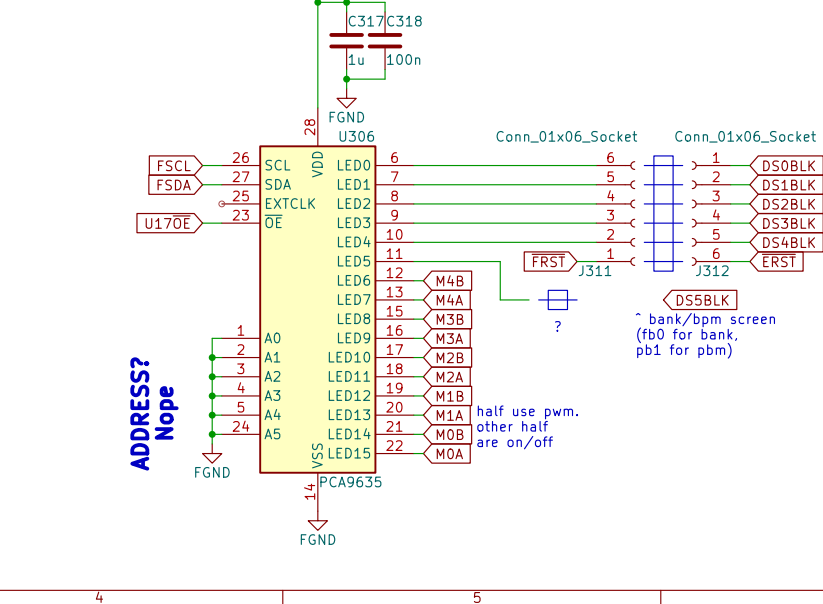 C317 C318
1u 100n
FGND
28
U306
Conn_01x06_Socket Conn_01x06_Socket
FSCL 26 SCL VDD LED0 6 6 1 DS0BLK
FSDA 27 SDA LED1 7 5 2 DS1BLK
25 EXTCLK LED2 8 4 3 DS2BLK
U17OE 23 OE LED3 9 3 4 DS3BLK
LED4 10 2 5 DS4BLK
LED5 11 FRST 1 6 ERST
J311 J312
LED6 12 M4B
LED7 13 M4A DS5BLK
LED8 15 M3B
? ^ bank/bpm screen
(fb0 for bank,
pb1 for pbm)
1 A0 LED9 16 M3A
2 A1 LED10 17 M2B
3 A2 LED11 18 M2A
4 A3 LED12 19 M1B
5 A4 LED13 20 M1A
24 A5 LED14 21 M0B
VSS LED15 22 M0A
half use pwm.
other half
are on/off
ADDRESS?
Nope
FGND
14
PCA9635
FGND
4 5